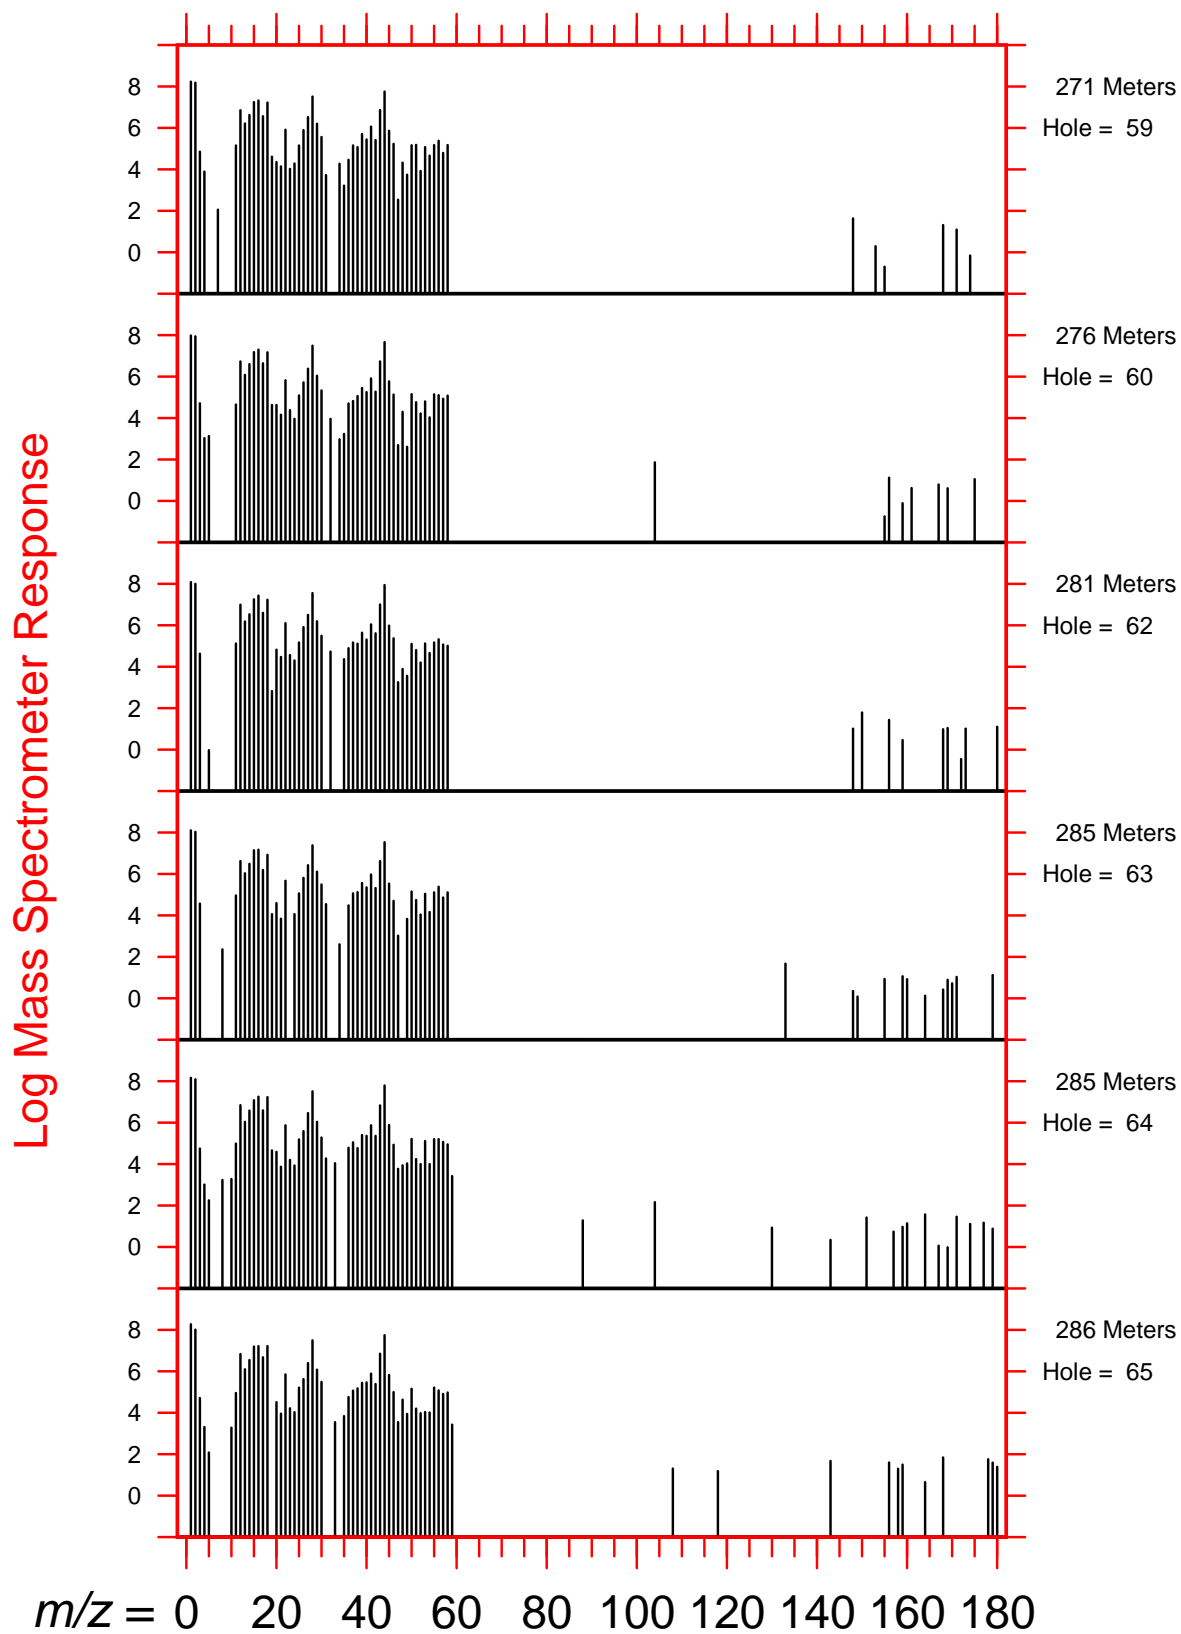 8
6
4
2
0
271 Meters
Hole = 59
8
6
4
2
0
276 Meters
Hole = 60
8
6
4
2
0
281 Meters
Hole = 62
8
6
4
2
0
285 Meters
Hole = 63
8
6
4
2
0
285 Meters
Hole = 64
8
6
4
2
0
286 Meters
Hole = 65
Log Mass Spectrometer Response
m/z = 0 20 40 60 80 100 120 140 160 180